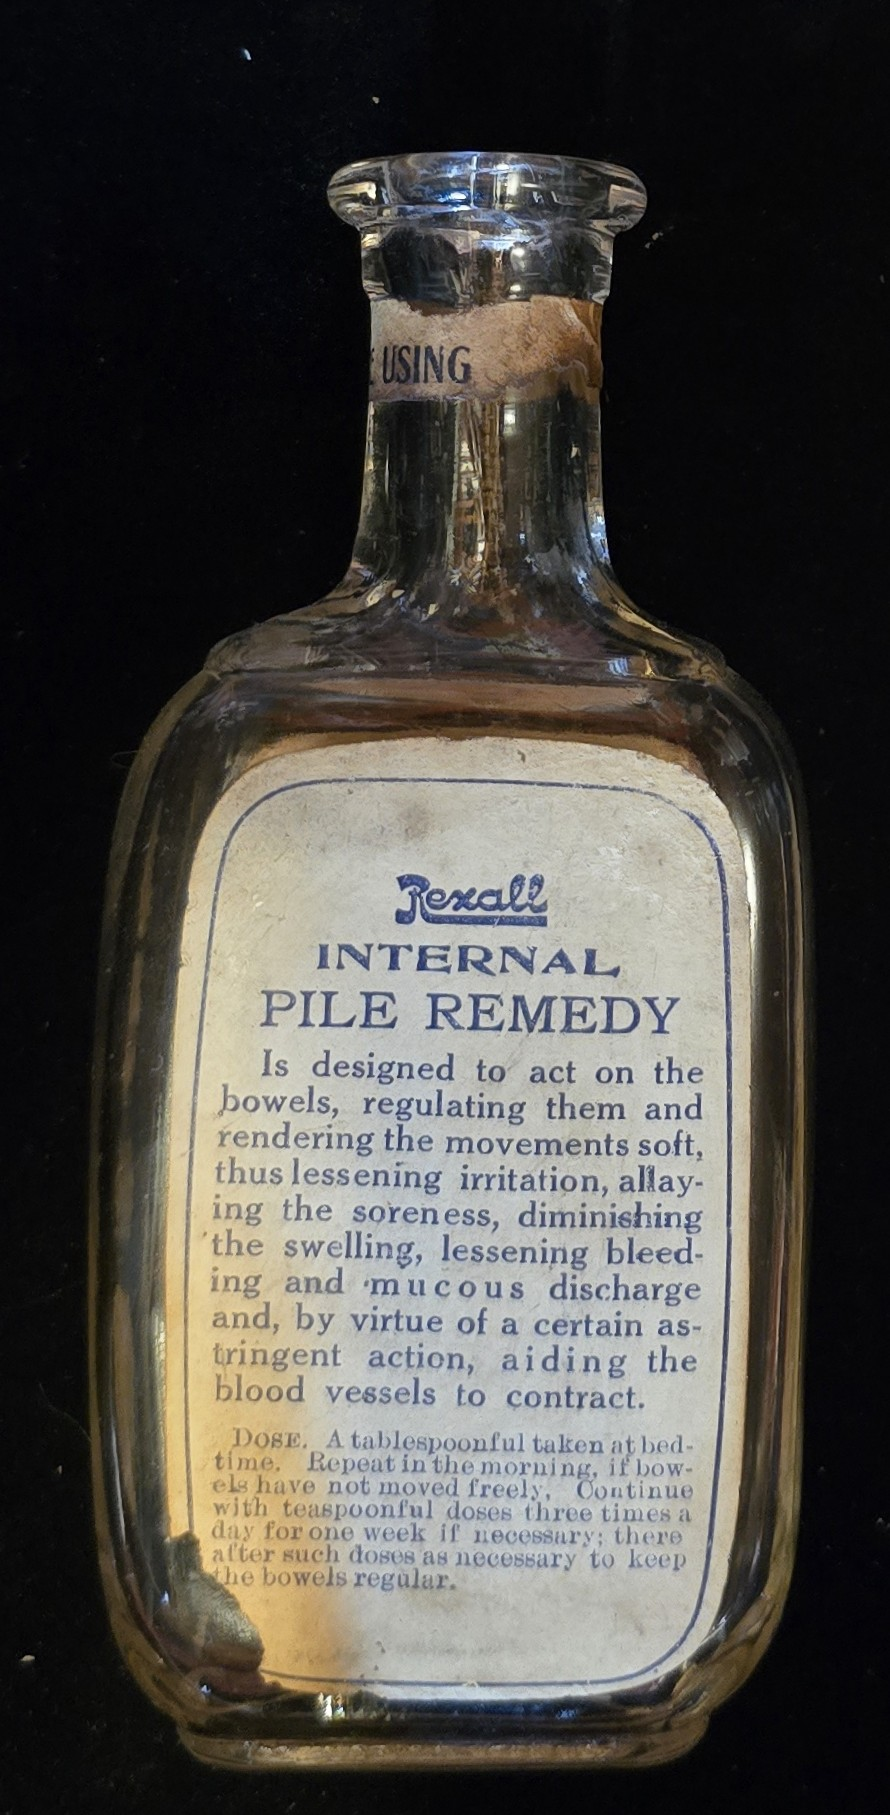 USING
Rexall
INTERNAL
PILE REMEDY
Is designed to act on the
bowels, regulating them and
rendering the movements soft,
thus lessening irritation, allay-
ing the soreness, diminishing
the swelling, lessening bleed-
ing and mucous discharge
and, by virtue of a certain as-
tringent action, aiding the
blood vessels to contract.
DOSE. A tablespoonful taken at bed-
time. Repeat in the morning, if bow-
els have not moved freely. Continue
with teaspoonful doses three times a
day for one week if necessary; there
after such doses as necessary to keep
the bowels regular.